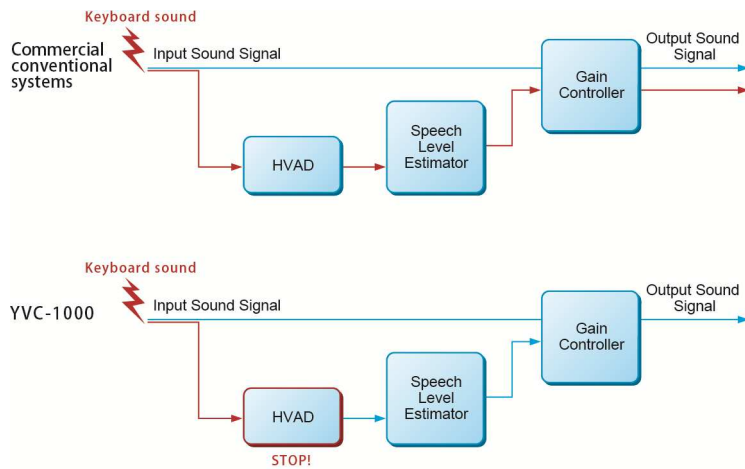 Keyboard sound
Commercial
conventional
systems
Input Sound Signal
Output Sound
Signal
Gain
Controller
Speech
Level
Estimator
HVAD
Keyboard sound
YVC-1000
Input Sound Signal
Output Sound
Signal
Gain
Controller
Speech
Level
Estimator
HVAD
STOP!